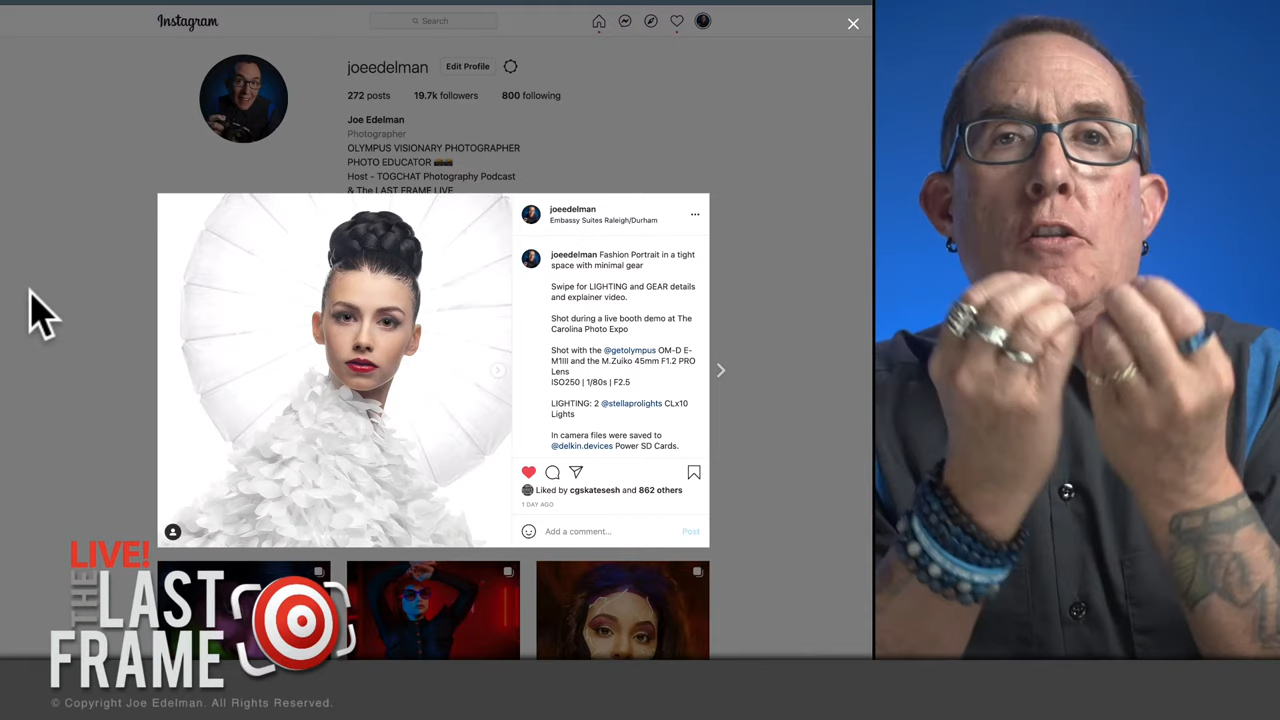 Instagram
Search
joeedelman
Edit Profile
272 posts 19.7k followers 800 following
Joe Edelman
Photographer
OLYMPUS VISIONARY PHOTOGRAPHER
PHOTO EDUCATOR
Host - TOGCHAT Photography Podcast
& The LAST FRAME LIVE
joeedelman
Embassy Suites Raleigh/Durham
joeedelman Fashion Portrait in a tight
space with minimal gear
Swipe for LIGHTING and GEAR details
and explainer video.
Shot during a live booth demo at The
Carolina Photo Expo
Shot with the @getolympus OM-D E-
M1III and the M.Zuiko 45mm F1.2 PRO
Lens
ISO250 | 1/80s | F2.5
LIGHTING: 2 @stellaprolights CLx10
Lights
In camera files were saved to
@delkin.devices Power SD Cards.
Liked by cgskatesesh and 862 others
1 DAY AGO
Add a comment...
Post
LIVE!
THE
LAST
FRAME
© Copyright Joe Edelman. All Rights Reserved.